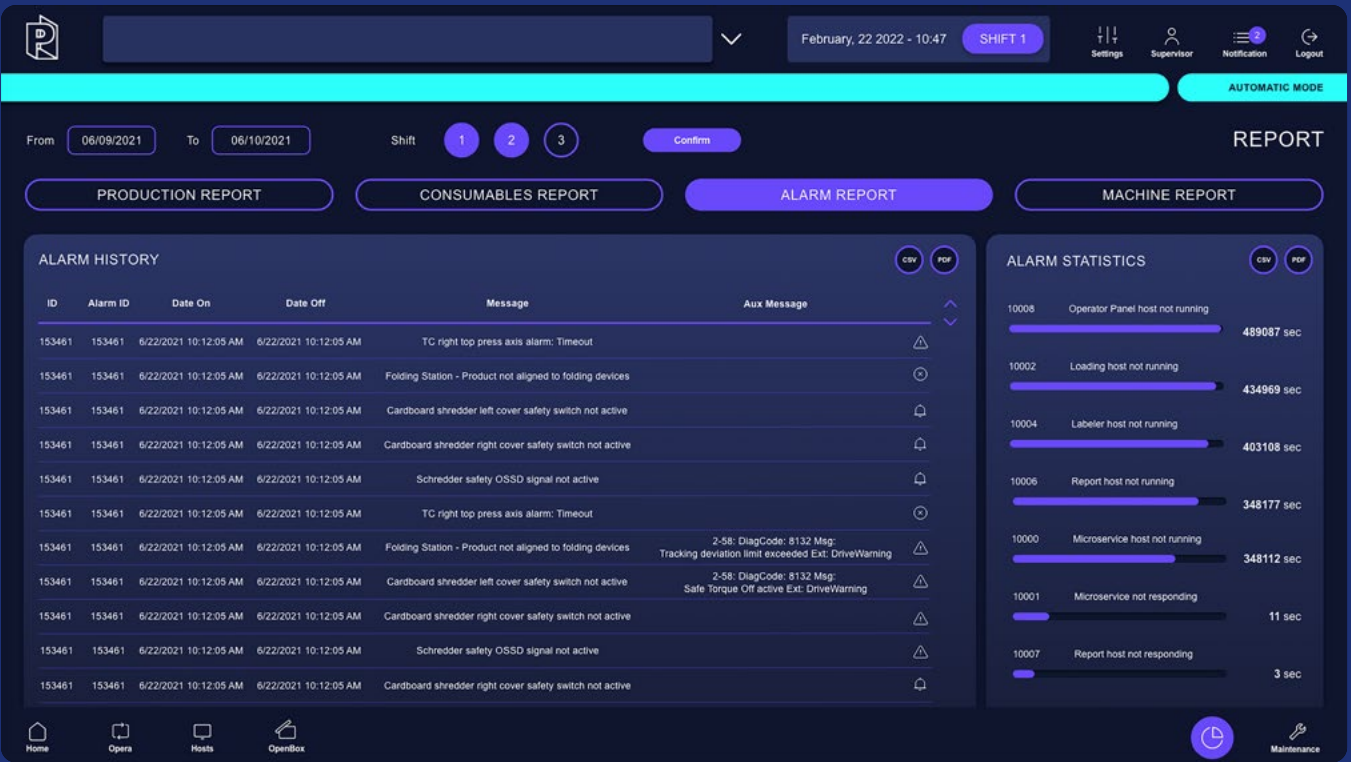 February, 22 2022 - 10:47 SHIFT 1
Settings Supervisor 2 Notification Logout
AUTOMATIC MODE
From 06/09/2021 To 06/10/2021 Shift 1 2 3 Confirm REPORT
PRODUCTION REPORT CONSUMABLES REPORT ALARM REPORT MACHINE REPORT
ALARM HISTORY CSV PDF
ID Alarm ID Date On Date Off Message Aux Message
153461 153461 6/22/2021 10:12:05 AM 6/22/2021 10:12:05 AM TC right top press axis alarm: Timeout
153461 153461 6/22/2021 10:12:05 AM 6/22/2021 10:12:05 AM Folding Station - Product not aligned to folding devices
153461 153461 6/22/2021 10:12:05 AM 6/22/2021 10:12:05 AM Cardboard shredder left cover safety switch not active
153461 153461 6/22/2021 10:12:05 AM 6/22/2021 10:12:05 AM Cardboard shredder right cover safety switch not active
153461 153461 6/22/2021 10:12:05 AM 6/22/2021 10:12:05 AM Schredder safety OSSD signal not active
153461 153461 6/22/2021 10:12:05 AM 6/22/2021 10:12:05 AM TC right top press axis alarm: Timeout
153461 153461 6/22/2021 10:12:05 AM 6/22/2021 10:12:05 AM Folding Station - Product not aligned to folding devices 2-58: DiagCode: 8132 Msg:
Tracking deviation limit exceeded Ext: DriveWarning
153461 153461 6/22/2021 10:12:05 AM 6/22/2021 10:12:05 AM Cardboard shredder left cover safety switch not active 2-58: DiagCode: 8132 Msg:
Safe Torque Off active Ext: DriveWarning
153461 153461 6/22/2021 10:12:05 AM 6/22/2021 10:12:05 AM Cardboard shredder right cover safety switch not active
153461 153461 6/22/2021 10:12:05 AM 6/22/2021 10:12:05 AM Schredder safety OSSD signal not active
153461 153461 6/22/2021 10:12:05 AM 6/22/2021 10:12:05 AM Cardboard shredder right cover safety switch not active
ALARM STATISTICS CSV PDF
10008 Operator Panel host not running
489087 sec
10002 Loading host not running
434969 sec
10004 Labeler host not running
403108 sec
10006 Report host not running
348177 sec
10000 Microservice host not running
348112 sec
10001 Microservice not responding
11 sec
10007 Report host not responding
3 sec
Home Opera Hosts OpenBox Maintenance